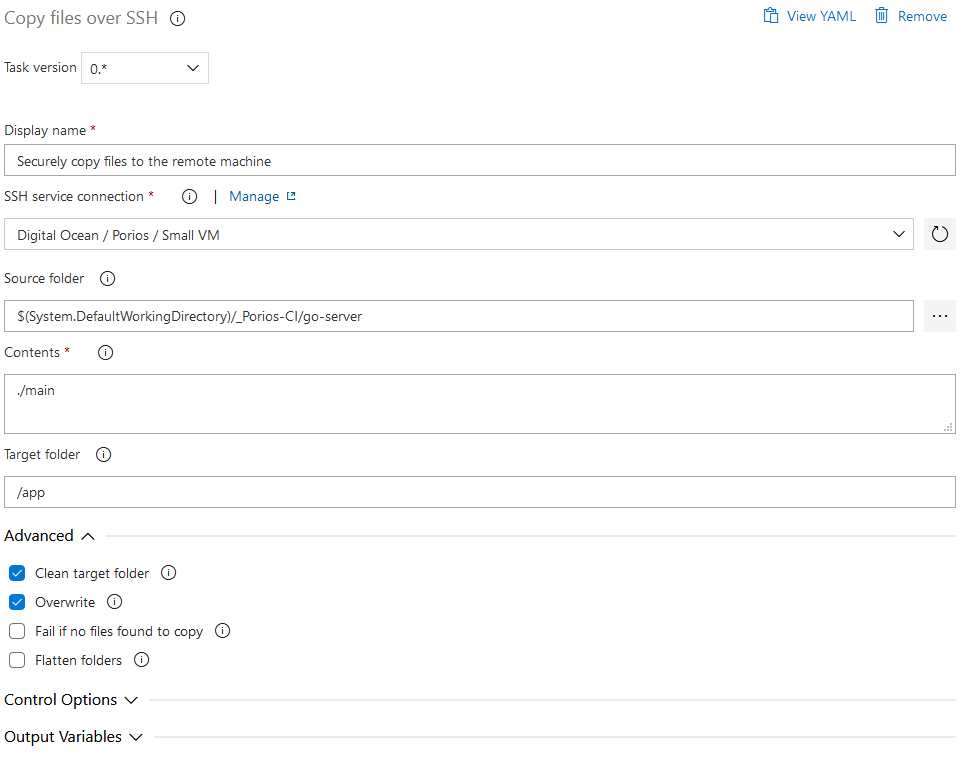 Copy files over SSH
View YAML
Remove
Task version 0.*
Display name *
Securely copy files to the remote machine
SSH service connection * | Manage
Digital Ocean / Porios / Small VM
Source folder
$(System.DefaultWorkingDirectory)/_Porios-CI/go-server
Contents *
./main
Target folder
/app
Advanced
Clean target folder
Overwrite
Fail if no files found to copy
Flatten folders
Control Options
Output Variables